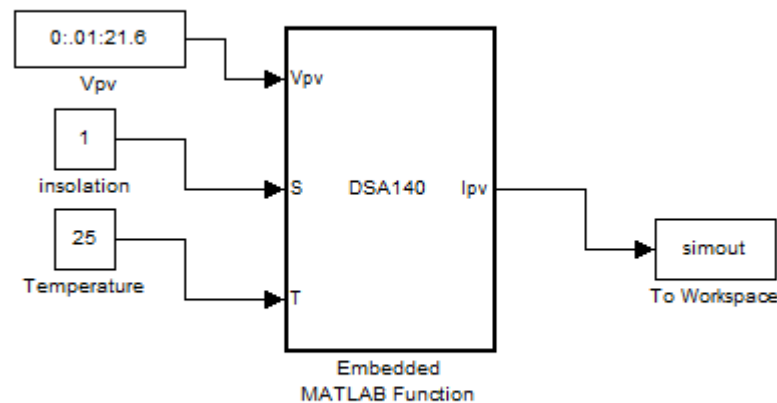 0:.01:21.6
Vpv
1
insolation
25
Temperature
Vpv
S
T
DSA140
Ipv
Embedded
MATLAB Function
simout
To Workspace